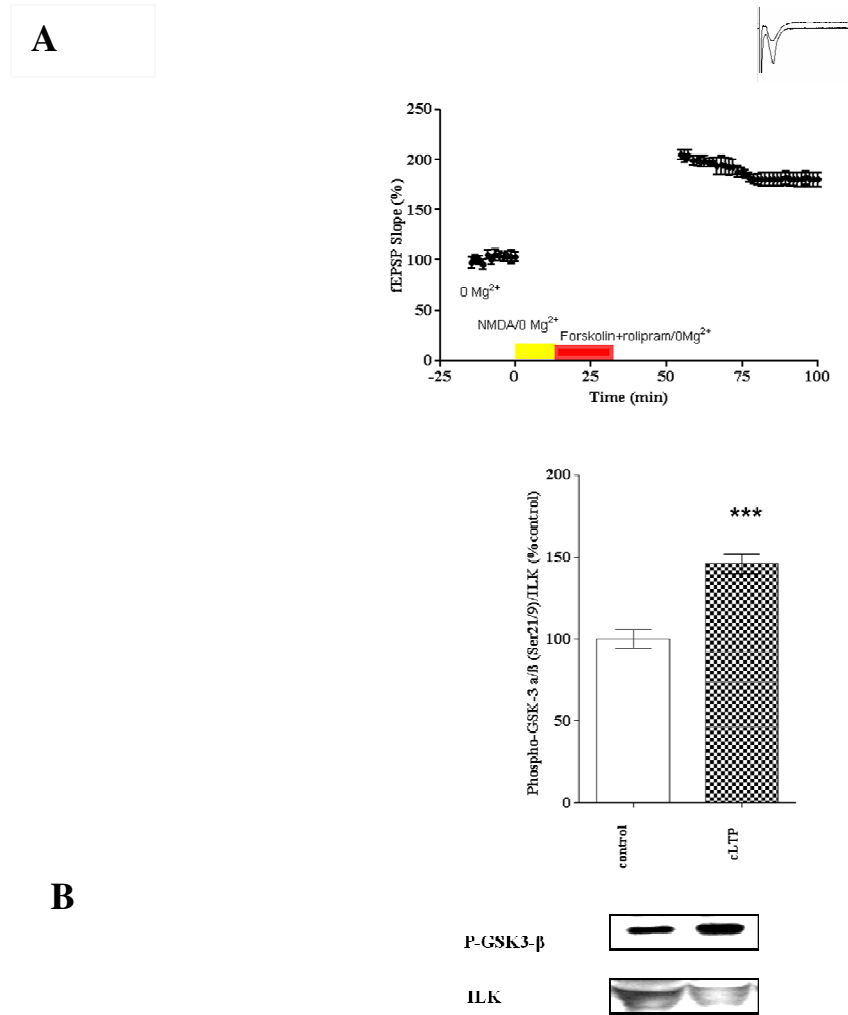 A
250
200
150
100
50
0
fEPSP Slope (%)
0 Mg²⁺
NMDA/0 Mg²⁺
Forskolin+rolipram/0Mg²⁺
-25 0 25 50 75 100
Time (min)
200
150
100
50
0
Phospho-GSK-3 a/ß (Ser21/9)/ILK (%control)
***
control
cLTP
B
P-GSK3-β
ILK